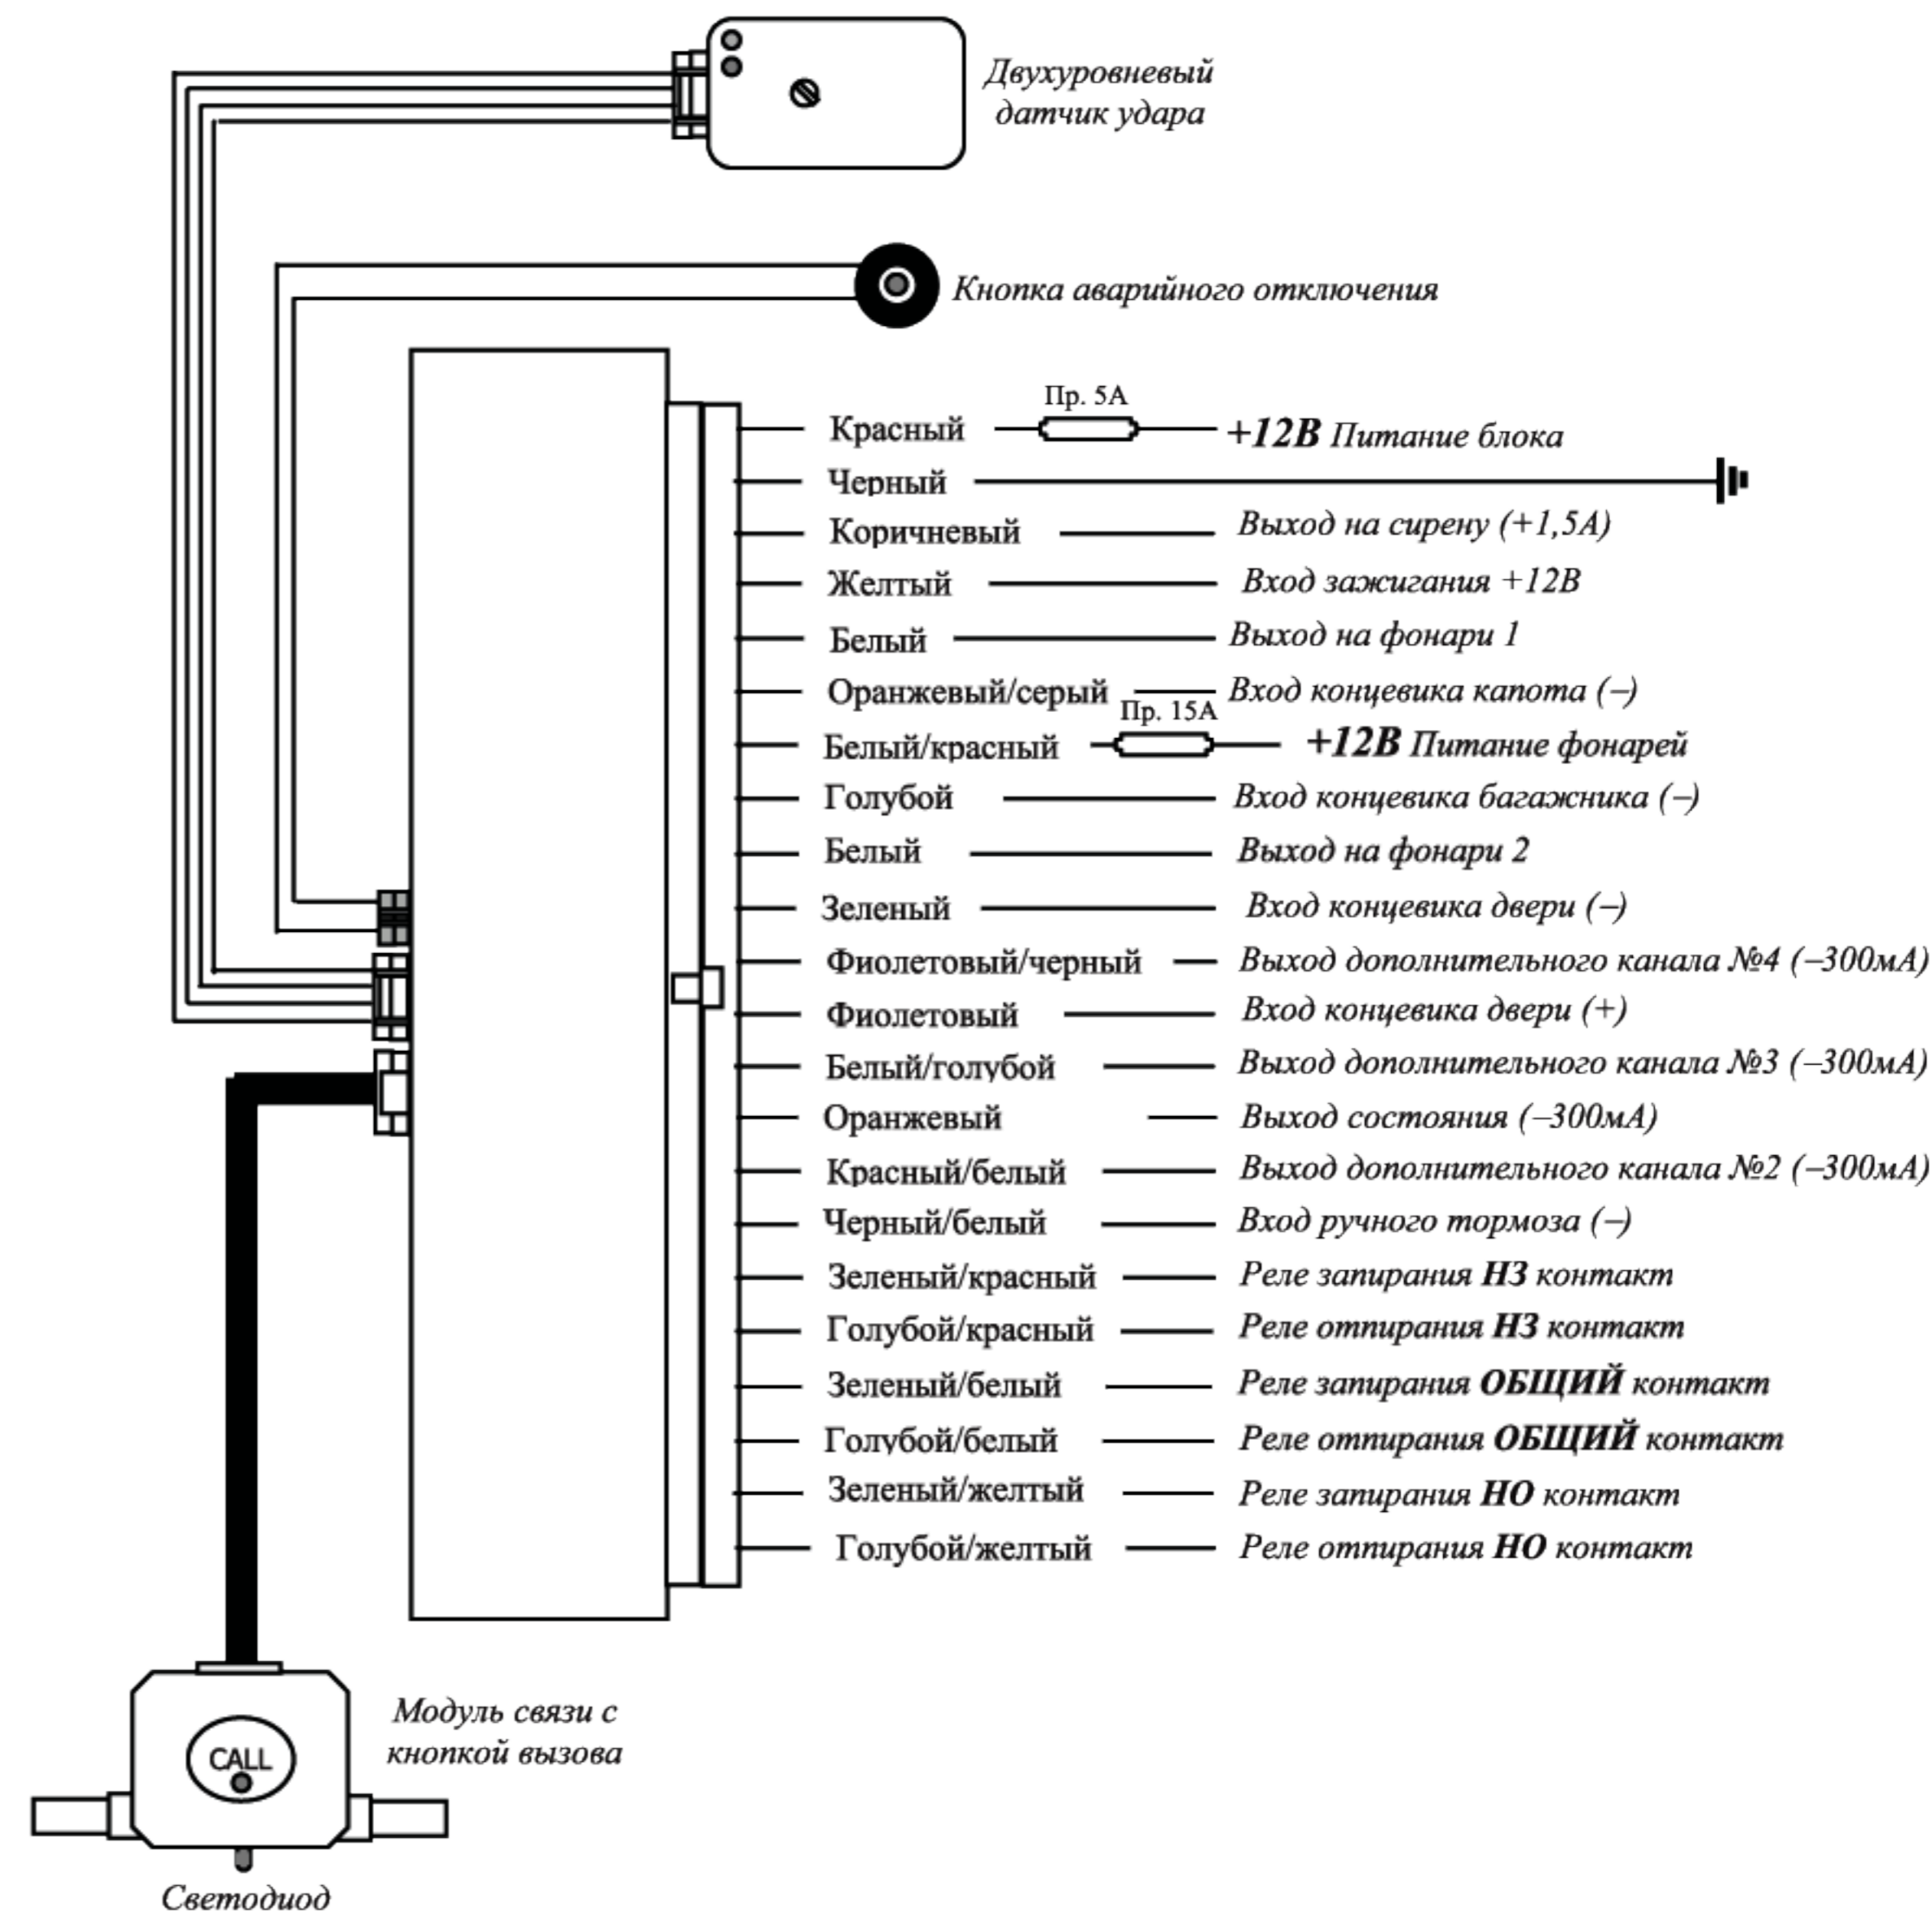 Двухуровневый
датчик удара
Кнопка аварийного отключения
Пр. 5А
Красный +12В Питание блока
Черный
Коричневый Выход на сирену (+1,5А)
Желтый Вход зажигания +12В
Белый Выход на фонари 1
Оранжевый/серый Вход концевика капота (–)
Пр. 15А
Белый/красный +12В Питание фонарей
Голубой Вход концевика багажника (–)
Белый Выход на фонари 2
Зеленый Вход концевика двери (–)
Фиолетовый/черный Выход дополнительного канала №4 (–300мА)
Фиолетовый Вход концевика двери (+)
Белый/голубой Выход дополнительного канала №3 (–300мА)
Оранжевый Выход состояния (–300мА)
Красный/белый Выход дополнительного канала №2 (–300мА)
Черный/белый Вход ручного тормоза (–)
Зеленый/красный Реле запирания НЗ контакт
Голубой/красный Реле отпирания НЗ контакт
Зеленый/белый Реле запирания ОБЩИЙ контакт
Голубой/белый Реле отпирания ОБЩИЙ контакт
Зеленый/желтый Реле запирания НО контакт
Голубой/желтый Реле отпирания НО контакт
Модуль связи с
кнопкой вызова
CALL
Светодиод